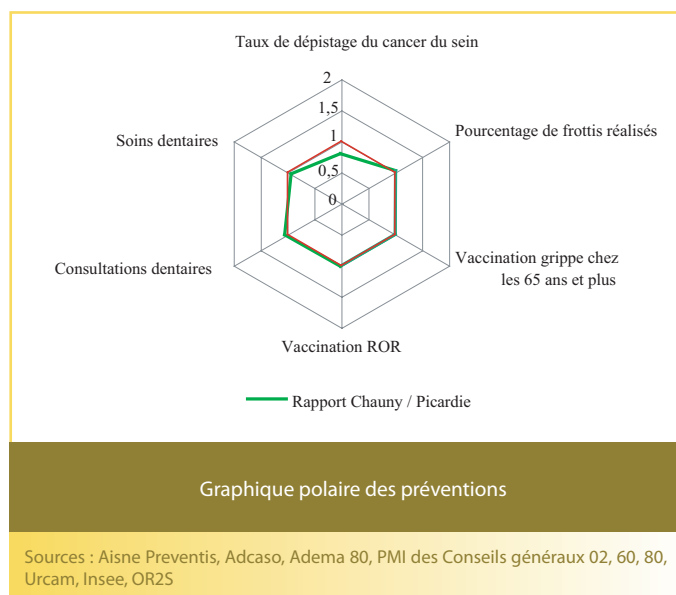 Taux de dépistage du cancer du sein
2
1,5
1
0,5
0
Pourcentage de frottis réalisés
Soins dentaires
Consultations dentaires
Vaccination grippe chez
les 65 ans et plus
Vaccination ROR
Rapport Chauny / Picardie
Graphique polaire des préventions
Sources : Aisne Preventis, Adcaso, Adema 80, PMI des Conseils généraux 02, 60, 80,
Urcam, Insee, OR2S